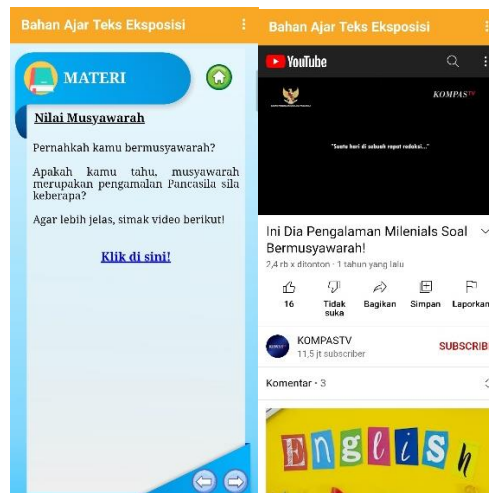 Bahan Ajar Teks Eksposisi
MATERI
Nilai Musyawarah
Pernahkah kamu bermusyawarah?
Apakah kamu tahu, musyawarah
merupakan pengamalan Pancasila sila
keberapa?
Agar lebih jelas, simak video berikut!
Klik di sini!
Bahan Ajar Teks Eksposisi
YouTube
KOMPAS TV
"Suatu hari di sebuah rapat redaksi..."
Ini Dia Pengalaman Milenials Soal
Bermusyawarah!
2,4 rb x ditonton · 1 tahun yang lalu
16
Tidak
suka
Bagikan
Simpan
Laporkan
KOMPASTV
11,5 jt subscriber
SUBSCRIB
Komentar · 3
English